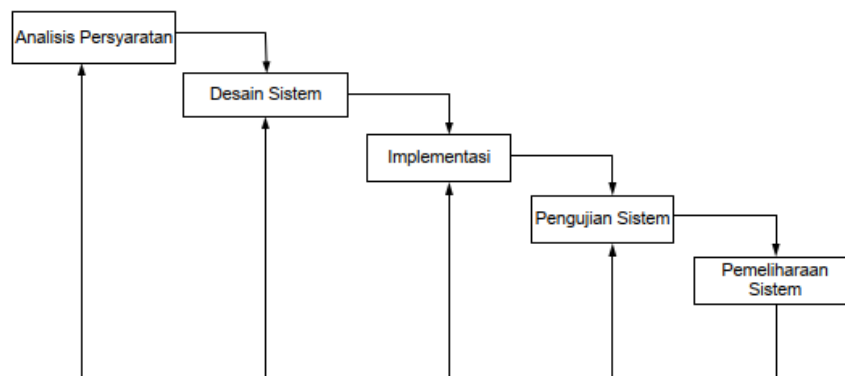 Analisis Persyaratan
Desain Sistem
Implementasi
Pengujian Sistem
Pemeliharaan
Sistem